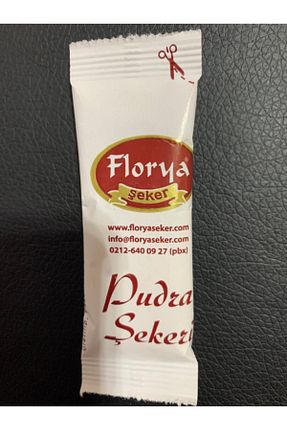 Florya
şeker
www.floryaseker.com
info@floryaseker.com
0212-640 09 27 (pbx)
Pudra
Şekeri